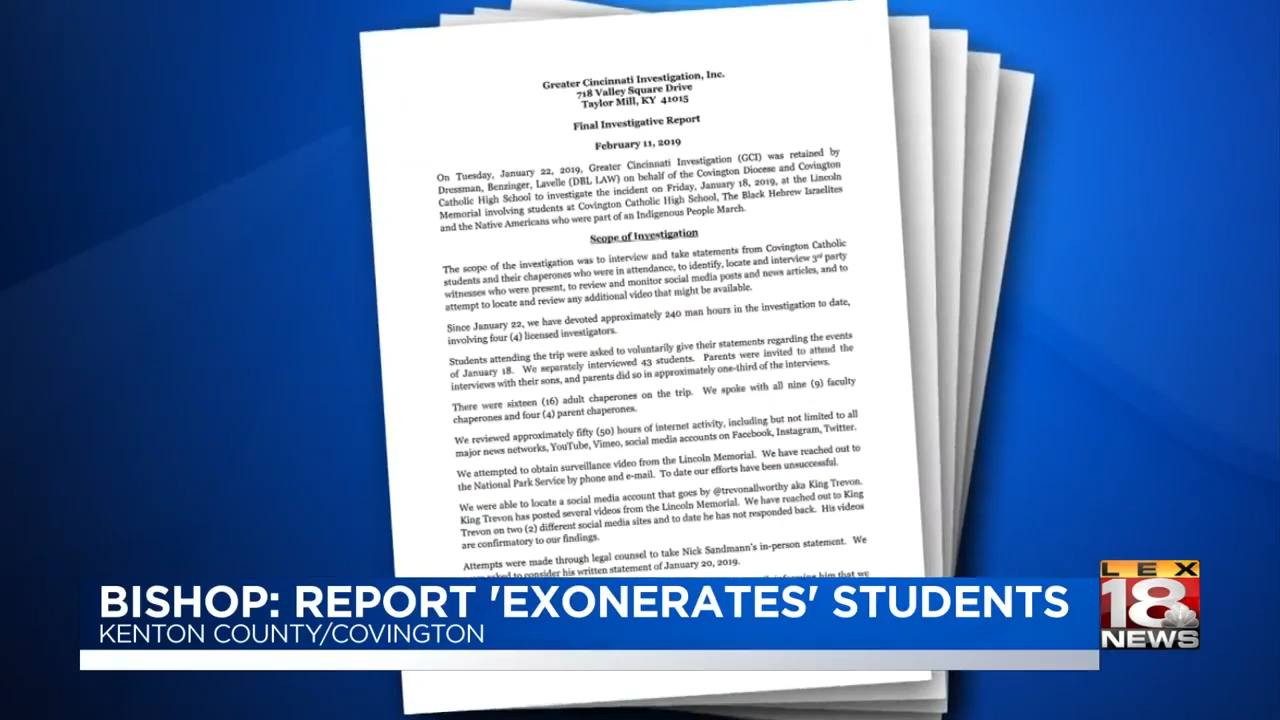 Greater Cincinnati Investigation, Inc.
718 Valley Square Drive
Taylor Mill, KY 41015
Final Investigative Report
February 11, 2019
On Tuesday, January 22, 2019, Greater Cincinnati Investigation (GCI) was retained by
Dressman, Benzinger, Lavelle (DBL LAW) on behalf of the Covington Diocese and Covington
Catholic High School to investigate the incident on Friday, January 18, 2019, at the Lincoln
Memorial involving students at Covington Catholic High School, The Black Hebrew Israelites
and the Native Americans who were part of an Indigenous People March.
Scope of Investigation
The scope of the investigation was to interview and take statements from Covington Catholic
students and their chaperones who were in attendance, to identify, locate and interview 3rd party
witnesses who were present, to review and monitor social media posts and news articles, and to
attempt to locate and review any additional video that might be available.
Since January 22, we have devoted approximately 240 man hours in the investigation to date,
involving four (4) licensed investigators.
Students attending the trip were asked to voluntarily give their statements regarding the events
of January 18. We separately interviewed 43 students. Parents were invited to attend the
interviews with their sons, and parents did so in approximately one-third of the interviews.
There were sixteen (16) adult chaperones on the trip. We spoke with all nine (9) faculty
chaperones and four (4) parent chaperones.
We reviewed approximately fifty (50) hours of internet activity, including but not limited to all
major news networks, YouTube, Vimeo, social media accounts on Facebook, Instagram, Twitter.
We attempted to obtain surveillance video from the Lincoln Memorial. We have reached out to
the National Park Service by phone and e-mail. To date our efforts have been unsuccessful.
We were able to locate a social media account that goes by @trevonallworthy aka King Trevon.
King Trevon has posted several videos from the Lincoln Memorial. We have reached out to King
Trevon on two (2) different social media sites and to date he has not responded back. His videos
are confirmatory to our findings.
Attempts were made through legal counsel to take Nick Sandmann's in-person statement. We
asked to consider his written statement of January 20, 2019.
informing him that we
BISHOP: REPORT 'EXONERATES' STUDENTS
KENTON COUNTY/COVINGTON
LEX
18
NEWS